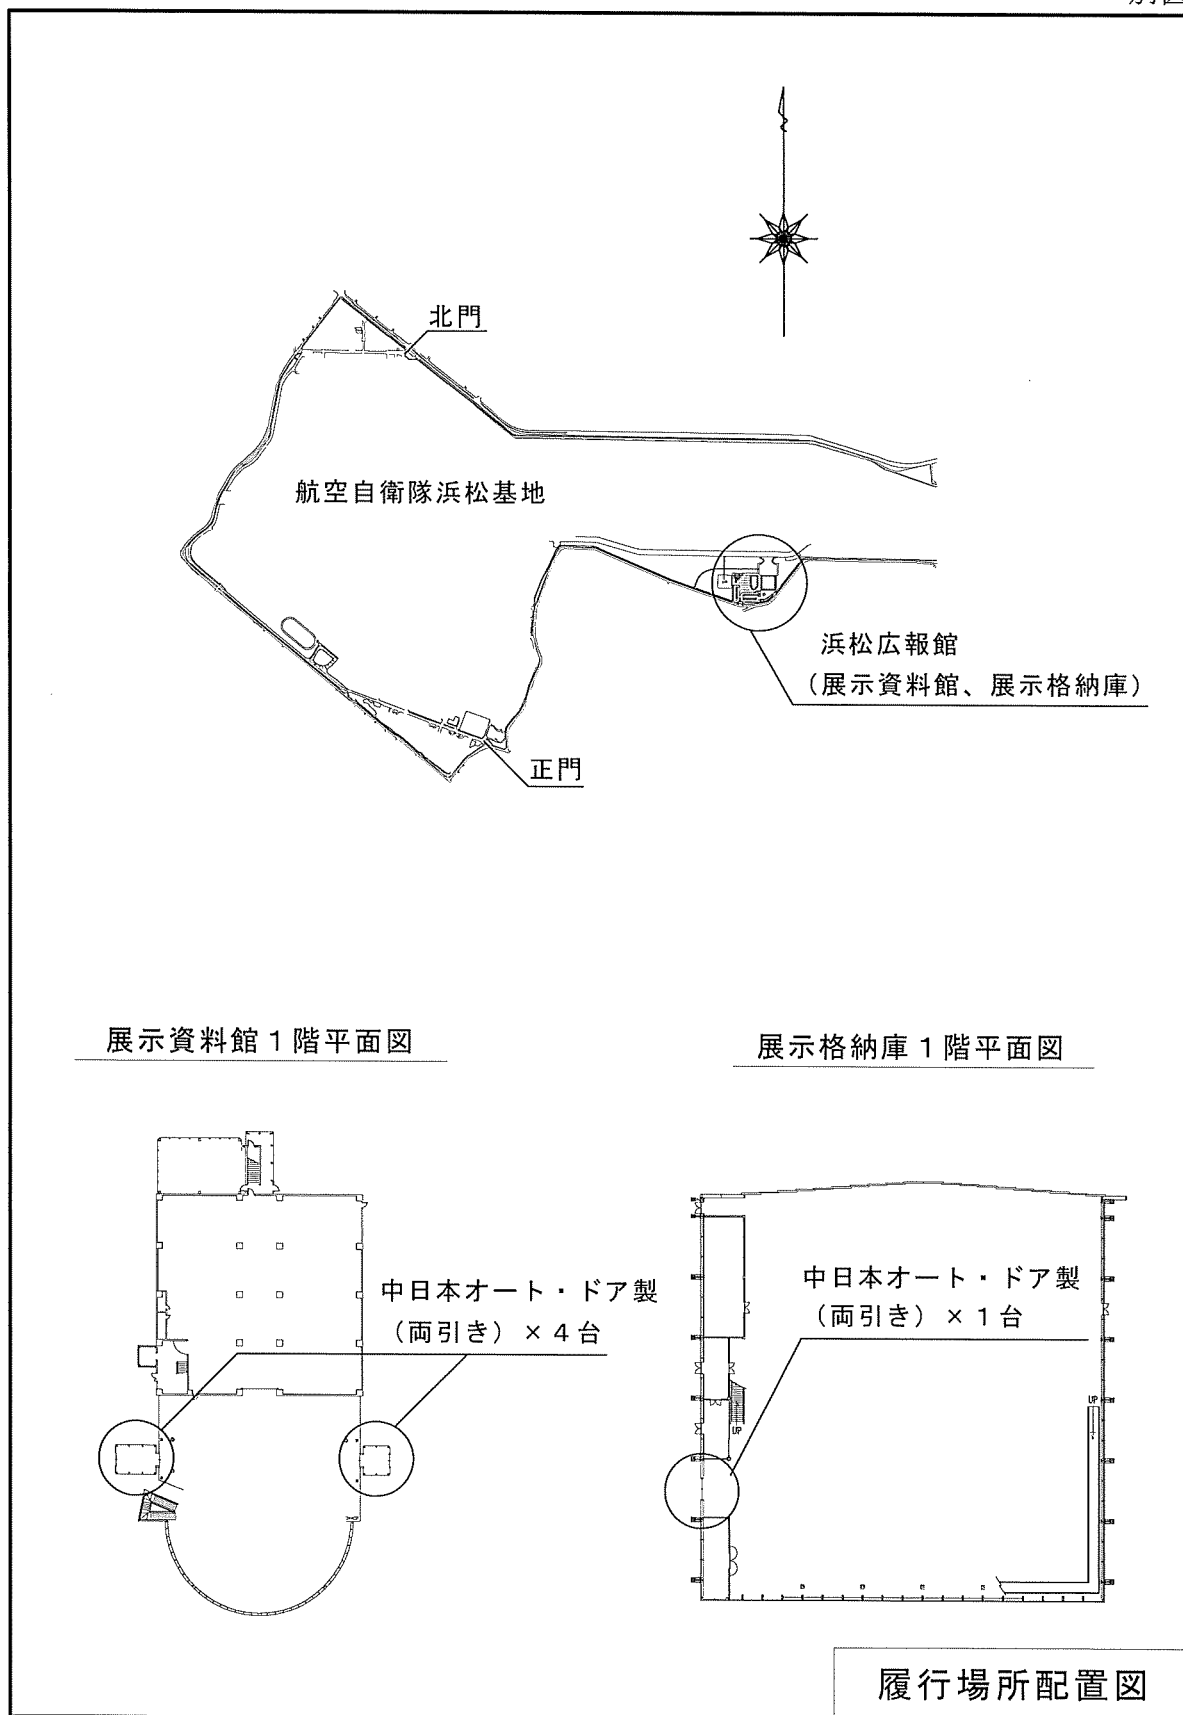 北門
航空自衛隊浜松基地
浜松広報館
（展示資料館、展示格納庫）
正門
展示資料館１階平面図
展示格納庫１階平面図
中日本オート・ドア製
（両引き）×４台
中日本オート・ドア製
（両引き）×１台
UP
UP
履行場所配置図